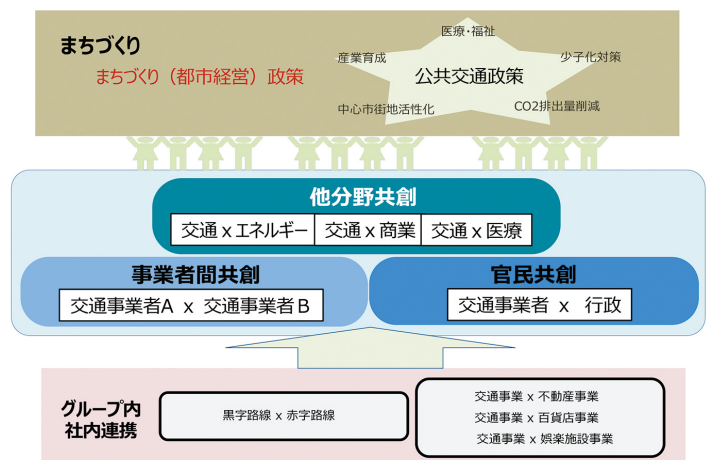 まちづくり
まちづくり（都市経営）政策
医療・福祉
産業育成
少子化対策
公共交通政策
中心市街地活性化
CO2排出量削減
他分野共創
交通 x エネルギー
交通 x 商業
交通 x 医療
事業者間共創
交通事業者A x 交通事業者B
官民共創
交通事業者 x 行政
グループ内
社内連携
黒字路線 x 赤字路線
交通事業 x 不動産事業
交通事業 x 百貨店事業
交通事業 x 娯楽施設事業